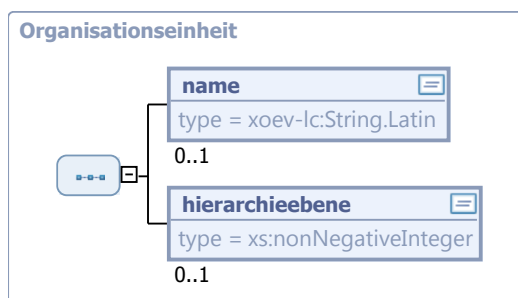 Organisationseinheit
name
type = xoev-lc:String.Latin
0..1
hierarchieebene
type = xs:nonNegativeInteger
0..1